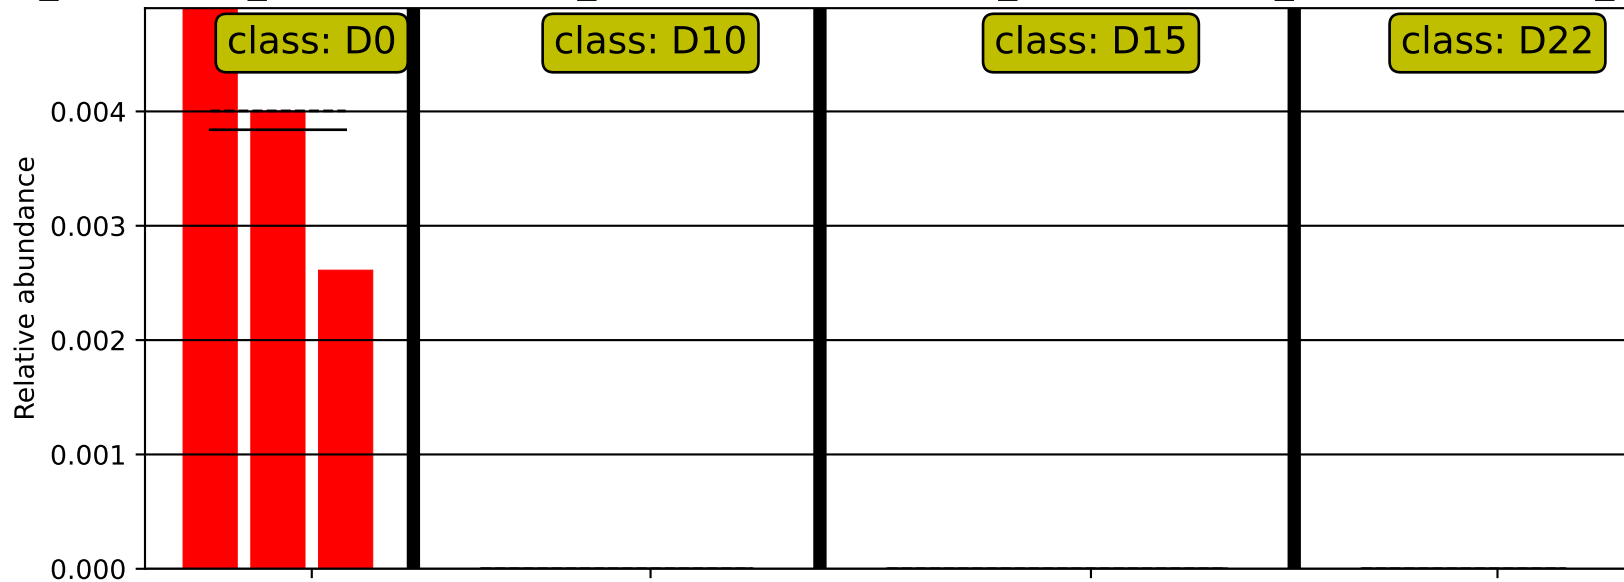 class: D0
class: D10
class: D15
class: D22
Relative abundance
0.004
0.003
0.002
0.001
0.000